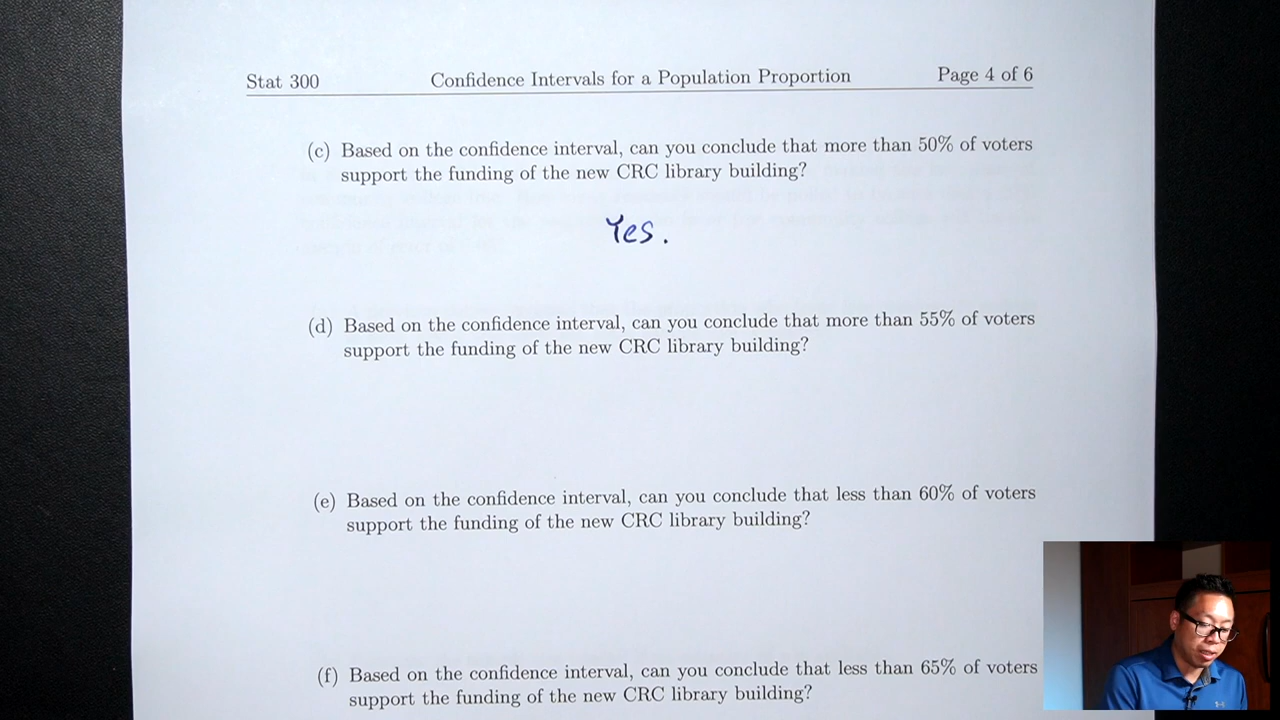 Stat 300 Confidence Intervals for a Population Proportion Page 4 of 6
(c) Based on the confidence interval, can you conclude that more than 50% of voters
support the funding of the new CRC library building?
Yes.
(d) Based on the confidence interval, can you conclude that more than 55% of voters
support the funding of the new CRC library building?
(e) Based on the confidence interval, can you conclude that less than 60% of voters
support the funding of the new CRC library building?
(f) Based on the confidence interval, can you conclude that less than 65% of voters
support the funding of the new CRC library building?